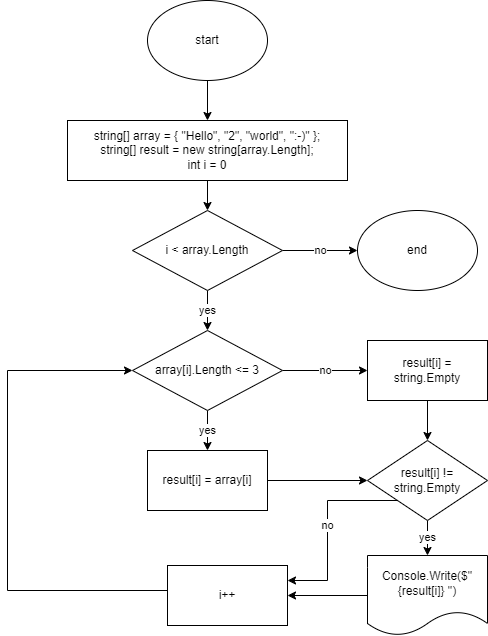 start
string[] array = { "Hello", "2", "world", ":-)" };
string[] result = new string[array.Length];
int i = 0
i < array.Length
no
end
yes
array[i].Length <= 3
no
result[i] =
string.Empty
yes
result[i] = array[i]
result[i] !=
string.Empty
no
yes
Console.Write($"
{result[i]} ")
i++